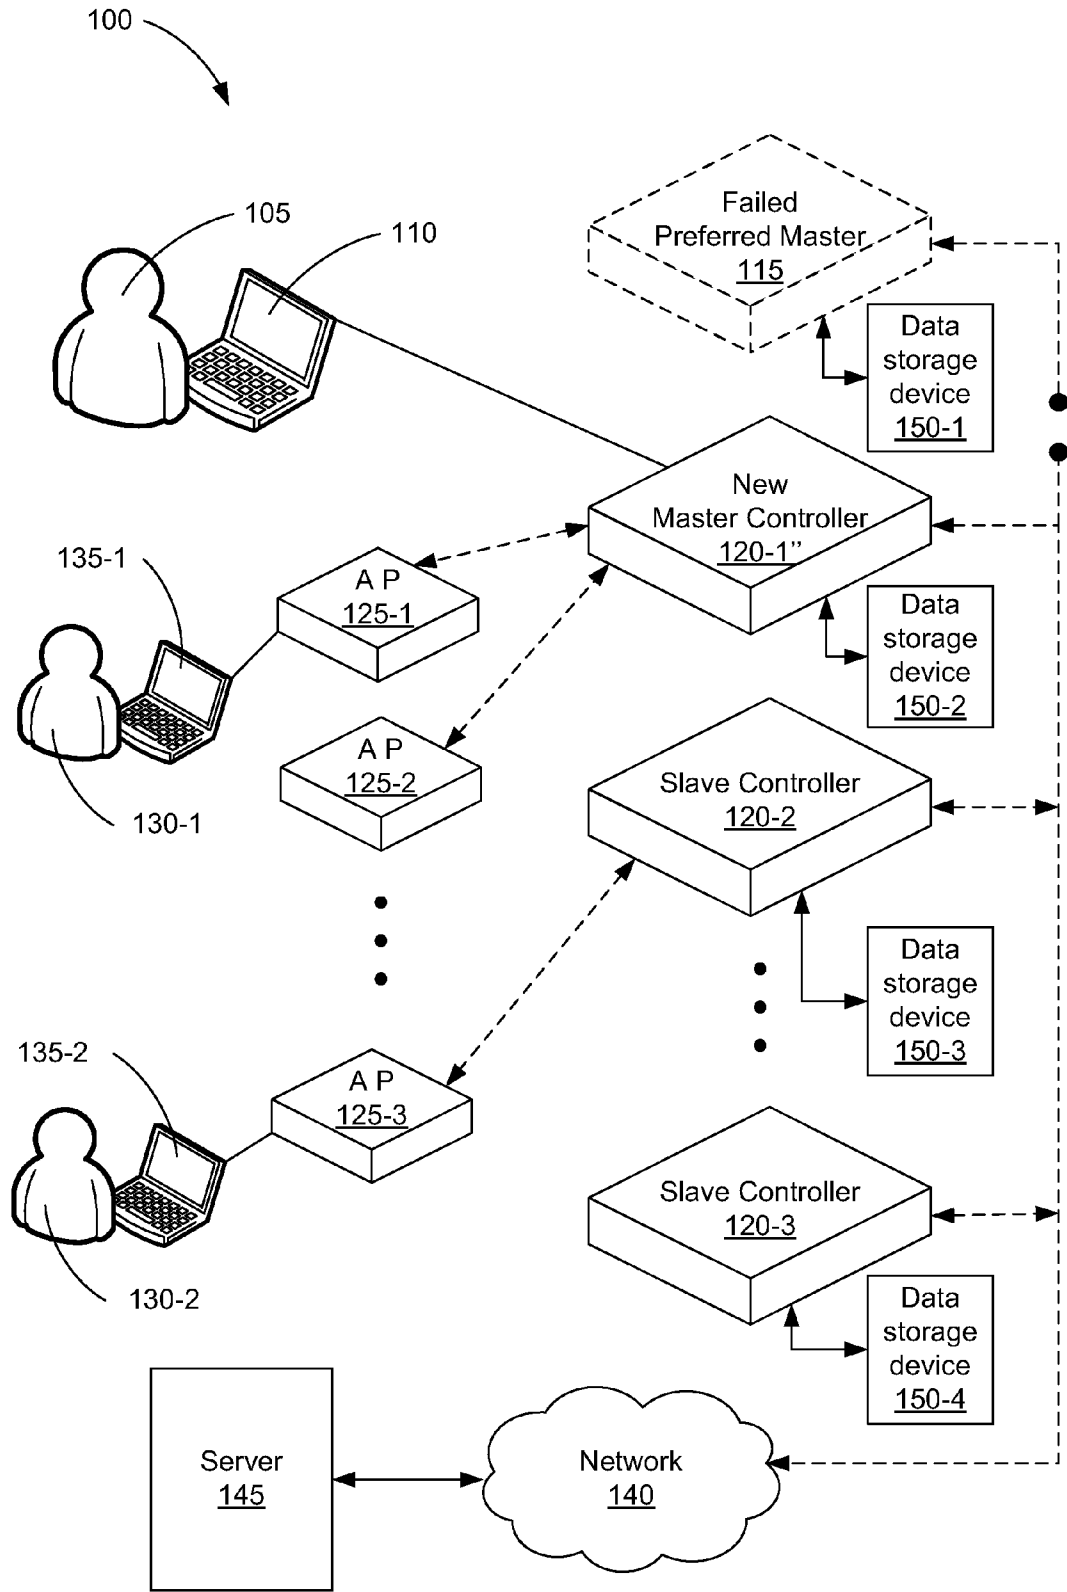 100
105
110
Failed
Preferred Master
115
Data
storage
device
150-1
New
Master Controller
120-1”
Data
storage
device
150-2
135-1
A P
125-1
130-1
A P
125-2
Slave Controller
120-2
Data
storage
device
150-3
135-2
A P
125-3
130-2
Slave Controller
120-3
Data
storage
device
150-4
Server
145
Network
140